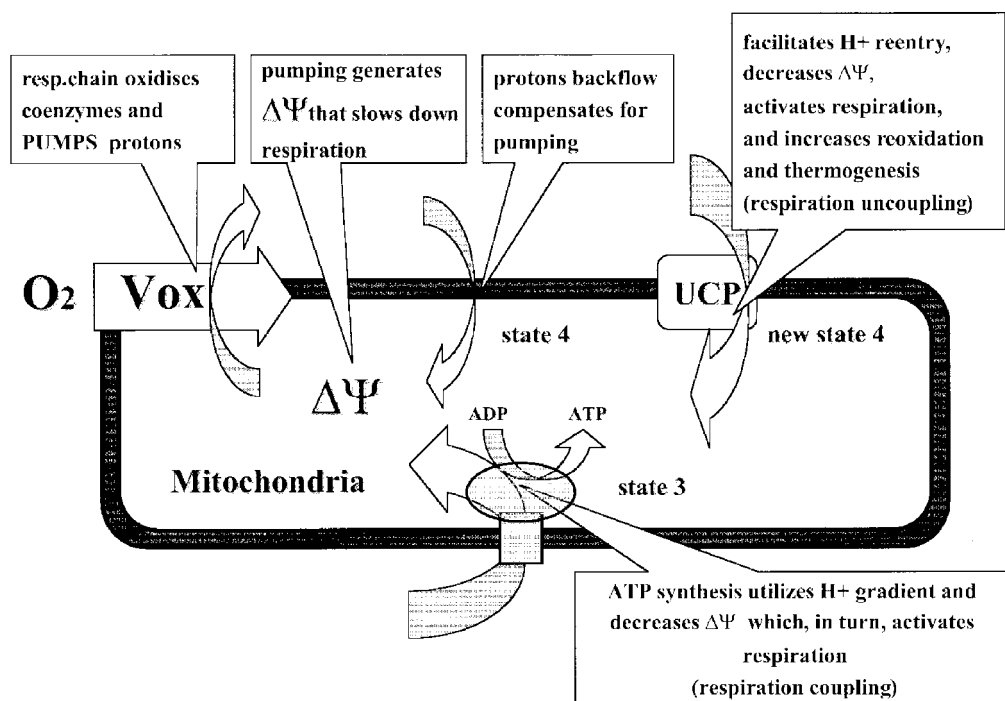 resp.chain oxidises
coenzymes and
PUMPS protons
pumping generates
ΔΨ that slows down
respiration
protons backflow
compensates for
pumping
facilitates H+ reentry,
decreases ΔΨ,
activates respiration,
and increases reoxidation
and thermogenesis
(respiration uncoupling)
O2
Vox
UCP
state 4
new state 4
ΔΨ
ADP
ATP
Mitochondria
state 3
ATP synthesis utilizes H+ gradient and
decreases ΔΨ which, in turn, activates
respiration
(respiration coupling)